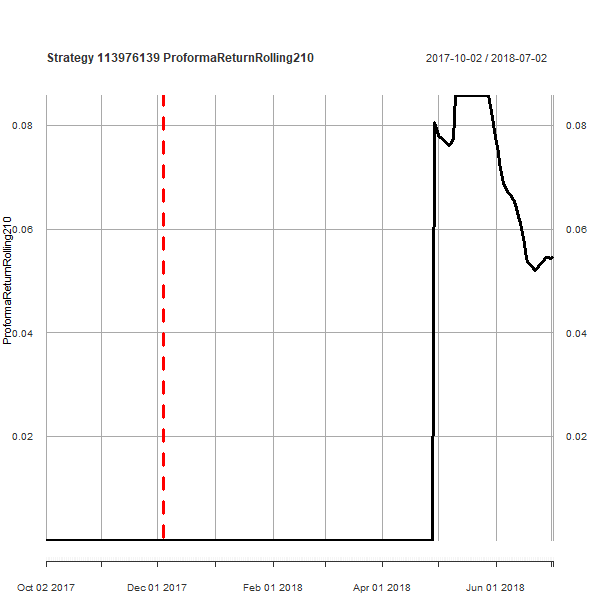 Strategy 113976139 ProformaReturnRolling210
2017-10-02 / 2018-07-02
ProformaReturnRolling210
0.08 0.08
0.06 0.06
0.04 0.04
0.02 0.02
Oct 02 2017 Dec 01 2017 Feb 01 2018 Apr 01 2018 Jun 01 2018